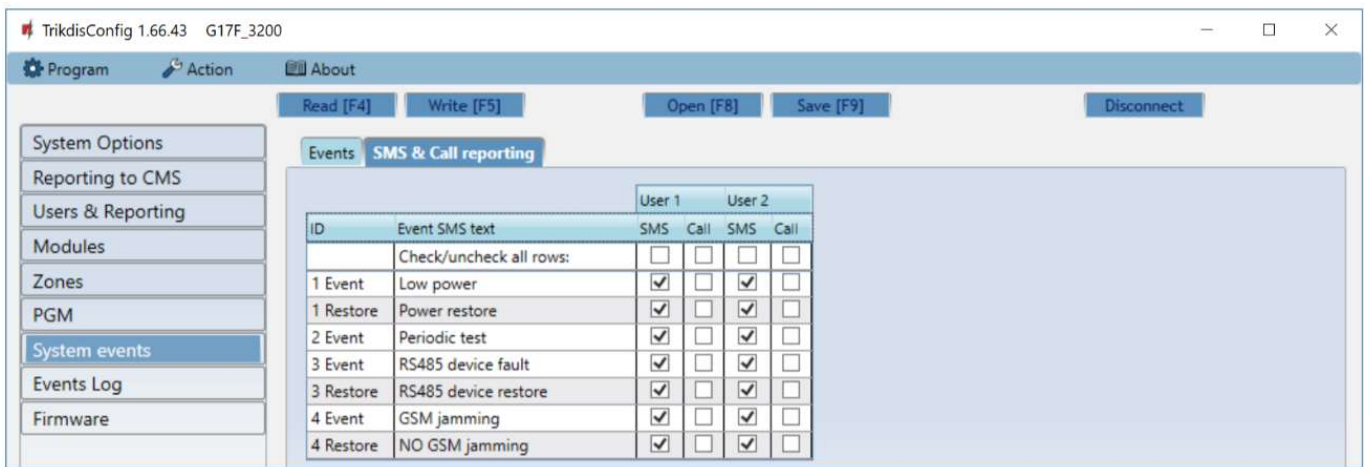 TrikdisConfig 1.66.43 G17F_3200
Program Action About
Read [F4] Write [F5] Open [F8] Save [F9] Disconnect
System Options
Reporting to CMS
Users & Reporting
Modules
Zones
PGM
System events
Events Log
Firmware
Events SMS & Call reporting
User 1 User 2
ID Event SMS text SMS Call SMS Call
Check/uncheck all rows:
1 Event Low power
1 Restore Power restore
2 Event Periodic test
3 Event RS485 device fault
3 Restore RS485 device restore
4 Event GSM jamming
4 Restore NO GSM jamming